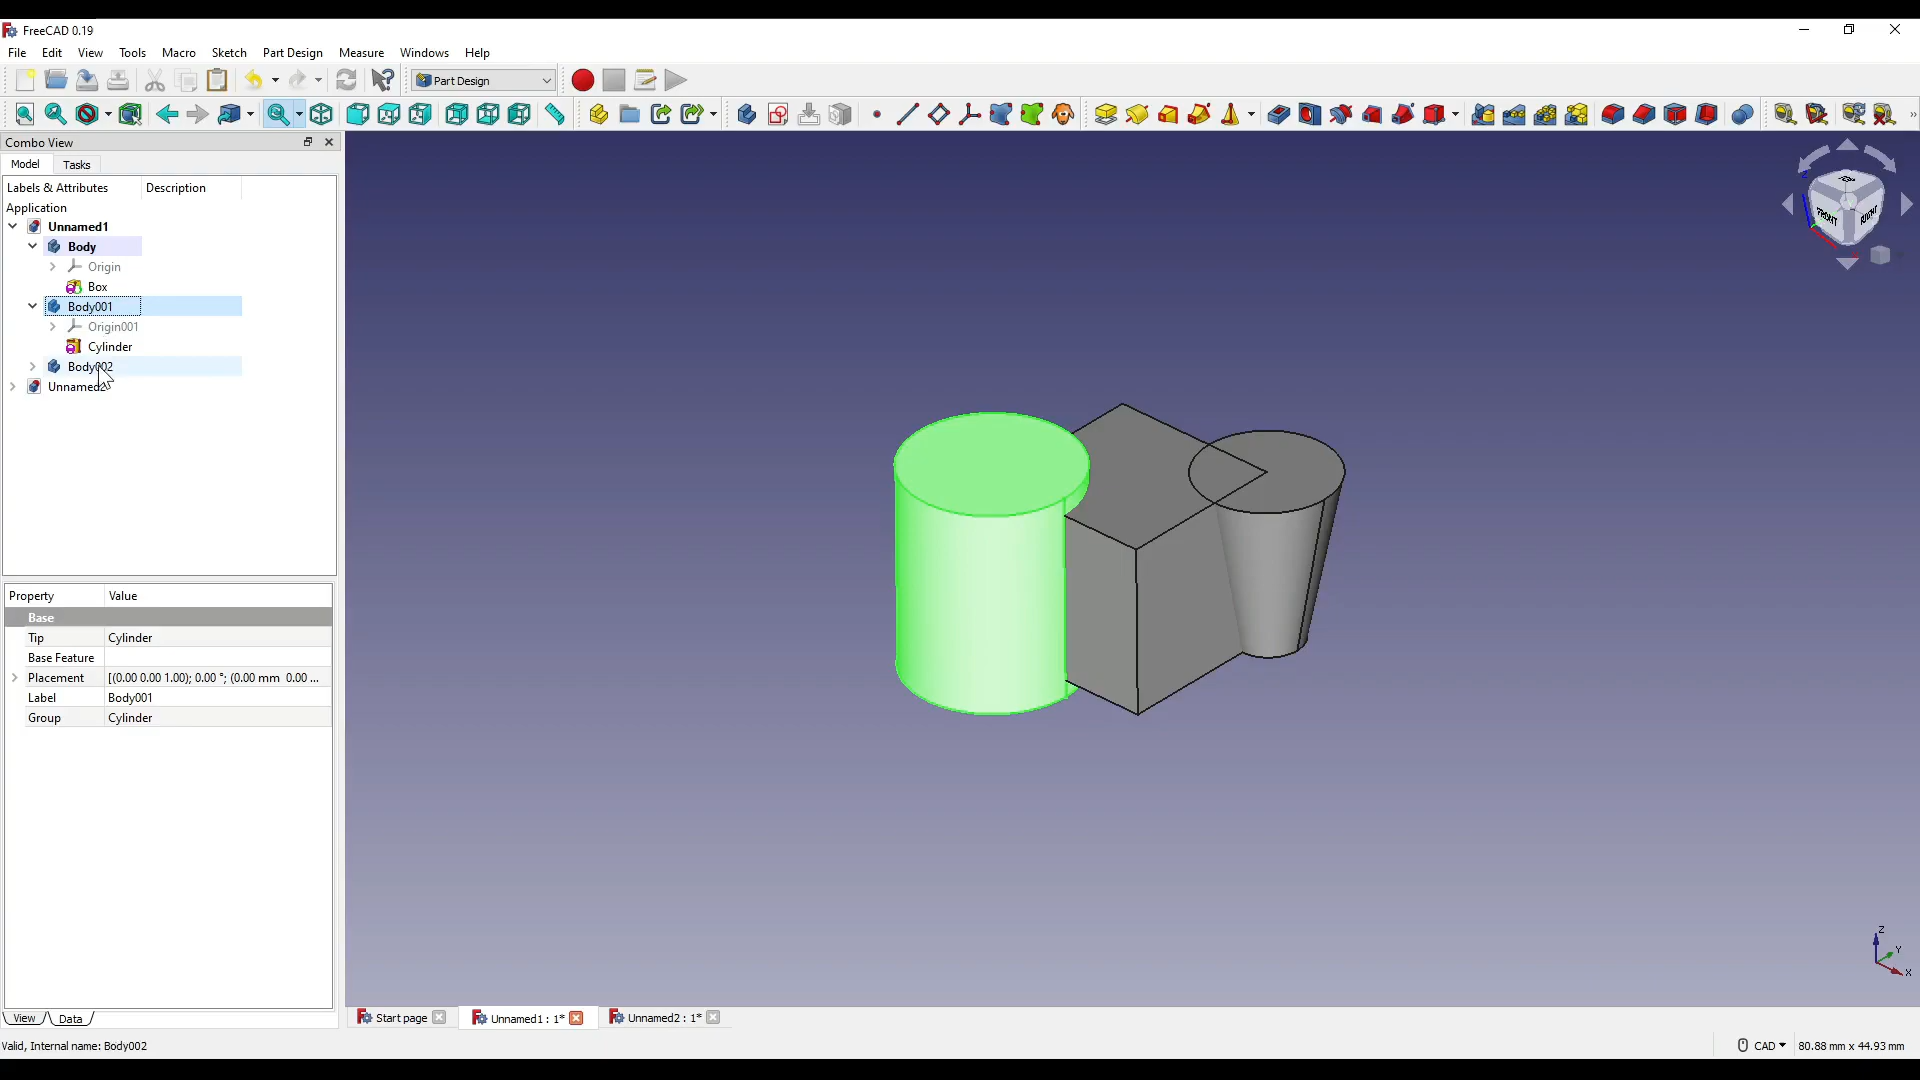 FreeCAD 0.19
File Edit View Tools Macro Sketch Part Design Measure Windows Help
Part Design
Combo View
Model Tasks
Labels & Attributes Description
Application
Unnamed1
Body
Origin
Box
Body001
Origin001
Cylinder
Body002
Unnamed2
Property Value
Base
Tip Cylinder
Base Feature
Placement [(0.00 0.00 1.00); 0.00 °; (0.00 mm 0.00 ...
Label Body001
Group Cylinder
TOP
FRONT RIGHT
Z
Z
Y
X
View Data
Start page Unnamed1 : 1* Unnamed2 : 1*
Valid, Internal name: Body002
CAD 80.88 mm x 44.93 mm